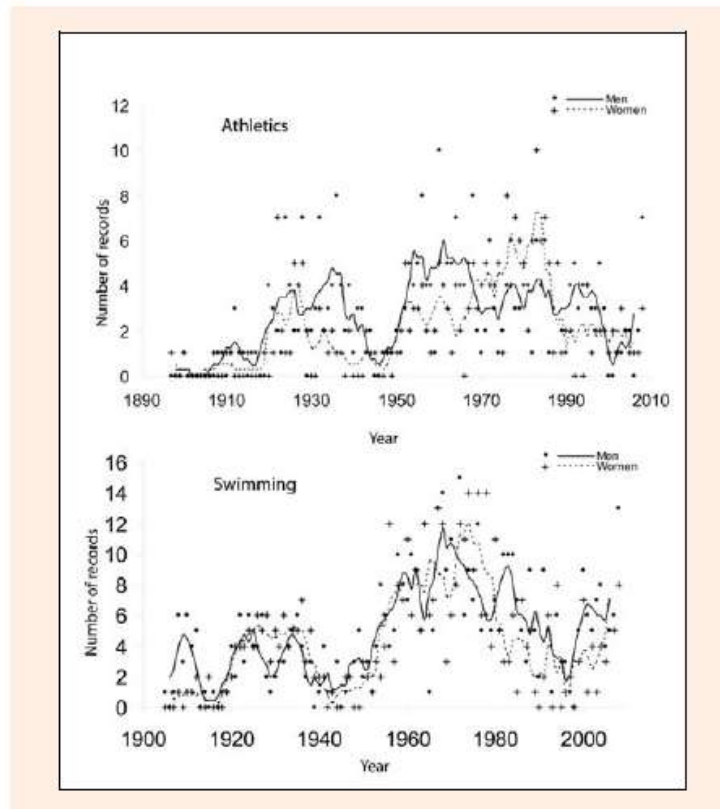 Men
Women
Athletics
Number of records
12
10
8
6
4
2
0
1890 1910 1930 1950 1970 1990 2010
Year
Men
Women
Swimming
Number of records
16
14
12
10
8
6
4
2
0
1900 1920 1940 1960 1980 2000
Year